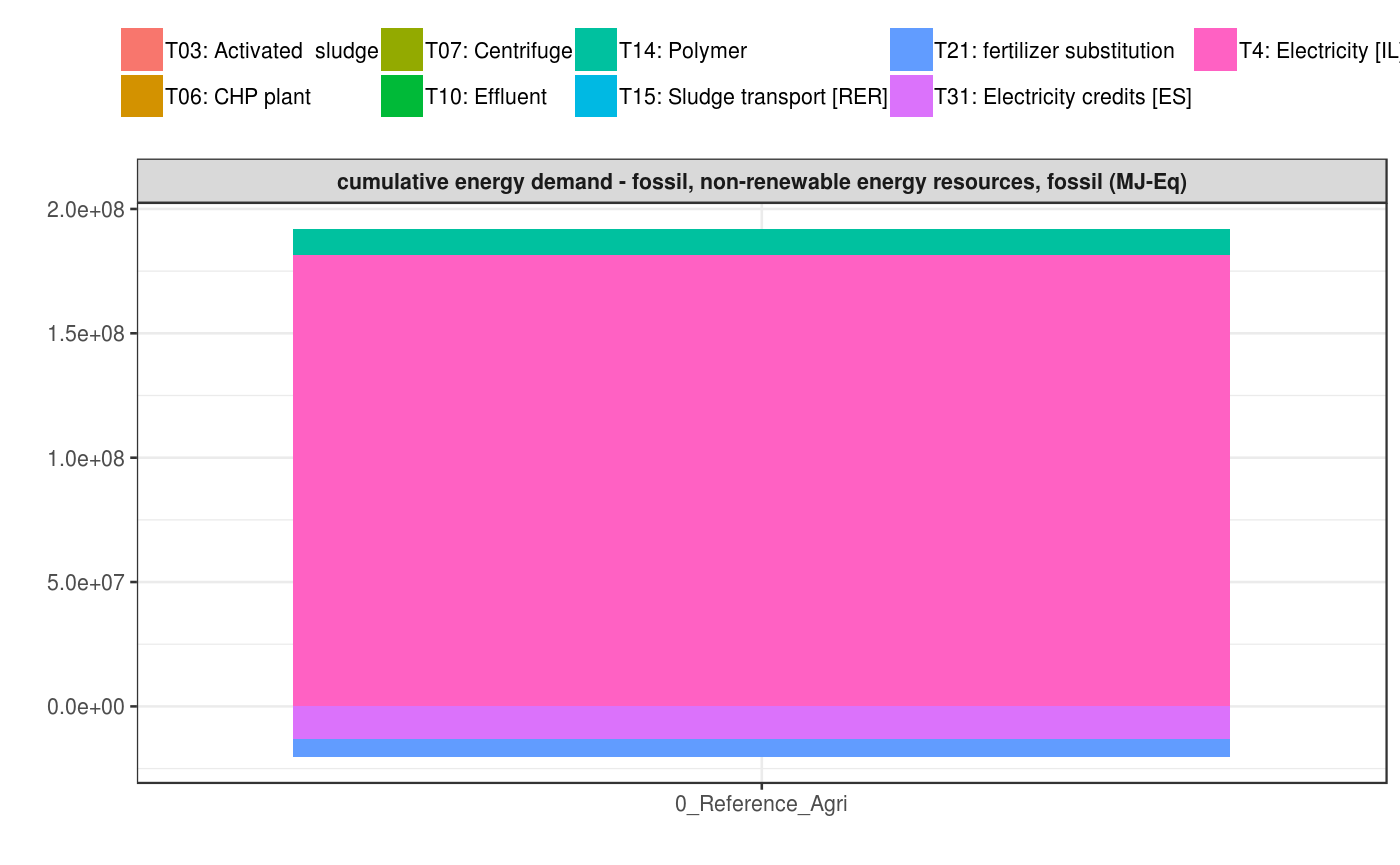 T03: Activated  sludge T07: Centrifuge T14: Polymer T21: fertilizer substitution T4: Electricity [IL]
T06: CHP plant T10: Effluent T15: Sludge transport [RER] T31: Electricity credits [ES]
cumulative energy demand - fossil, non-renewable energy resources, fossil (MJ-Eq)
2.0e+08
1.5e+08
1.0e+08
5.0e+07
0.0e+00
0_Reference_Agri